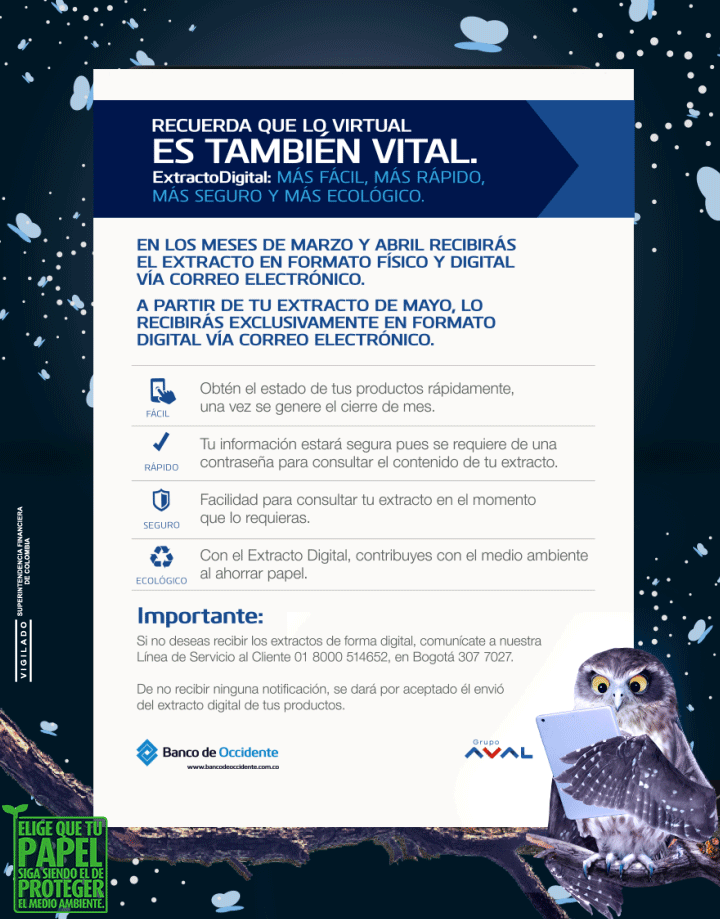 RECUERDA QUE LO VIRTUAL
ES TAMBIÉN VITAL.
ExtractoDigital: MÁS FÁCIL, MÁS RÁPIDO,
MÁS SEGURO Y MÁS ECOLÓGICO.
EN LOS MESES DE MARZO Y ABRIL RECIBIRÁS
EL EXTRACTO EN FORMATO FÍSICO Y DIGITAL
VÍA CORREO ELECTRÓNICO.
A PARTIR DE TU EXTRACTO DE MAYO, LO
RECIBIRÁS EXCLUSIVAMENTE EN FORMATO
DIGITAL VÍA CORREO ELECTRÓNICO.
FÁCIL
Obtén el estado de tus productos rápidamente,
una vez se genere el cierre de mes.
RÁPIDO
Tu información estará segura pues se requiere de una
contraseña para consultar el contenido de tu extracto.
SEGURO
Facilidad para consultar tu extracto en el momento
que lo requieras.
ECOLÓGICO
Con el Extracto Digital, contribuyes con el medio ambiente
al ahorrar papel.
Importante:
Si no deseas recibir los extractos de forma digital, comunícate a nuestra
Línea de Servicio al Cliente 01 8000 514652, en Bogotá 307 7027.
De no recibir ninguna notificación, se dará por aceptado él envió
del extracto digital de tus productos.
Banco de Occidente
www.bancodeoccidente.com.co
Grupo
AVAL
VIGILADO
SUPERINTENDENCIA FINANCIERA
DE COLOMBIA
ELIGE QUE TU
PAPEL
SIGA SIENDO EL DE
PROTEGER
EL MEDIO AMBIENTE.